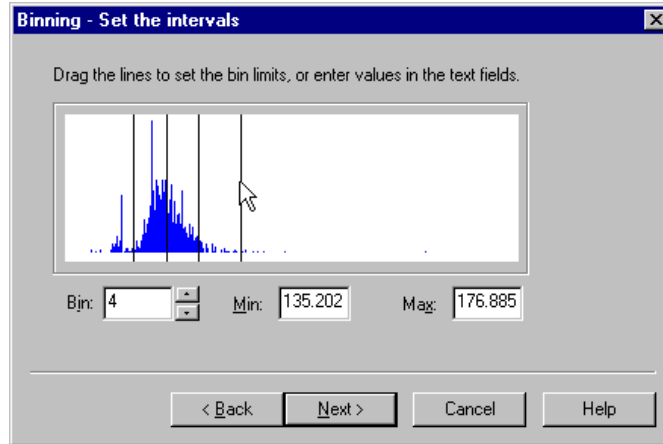 Binning - Set the intervals
Drag the lines to set the bin limits, or enter values in the text fields.
Bin: 4 Min: 135.202 Max: 176.885
< Back Next > Cancel Help